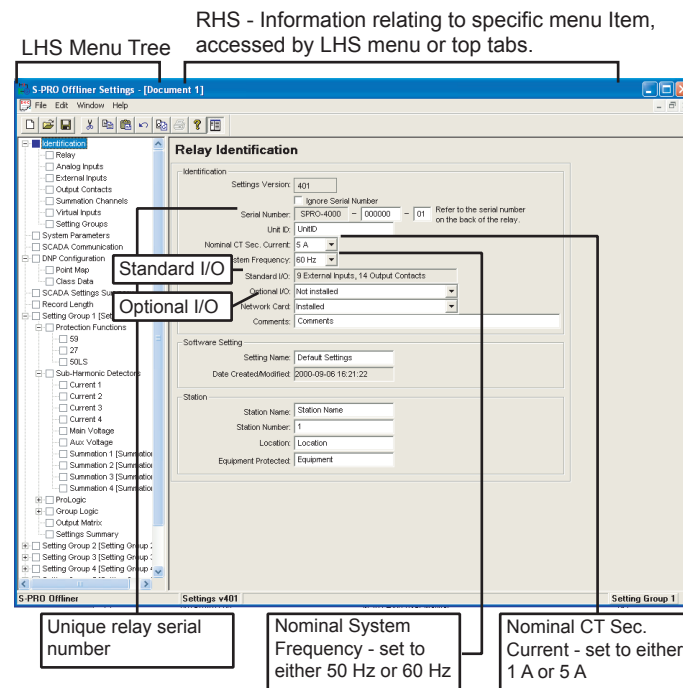 RHS - Information relating to specific menu Item,
accessed by LHS menu or top tabs.
LHS Menu Tree
S-PRO Offliner Settings - [Document 1]
File Edit Window Help
Identification
Relay
Analog Inputs
External Inputs
Output Contacts
Summation Channels
Virtual Inputs
Setting Groups
System Parameters
SCADA Communication
DNP Configuration
Point Map
Class Data
SCADA Settings Su
Record Length
Setting Group 1 [Set
Protection Functions
59
27
50LS
Sub-Harmonic Detectors
Current 1
Current 2
Current 3
Current 4
Main Voltage
Aux Voltage
Summation 1 [Summation
Summation 2 [Summation
Summation 3 [Summation
Summation 4 [Summation
ProLogic
Group Logic
Output Matrix
Settings Summary
Setting Group 2 [Setting Group 2
Setting Group 3 [Setting Group 3
Setting Group 4 [Setting Group 4
Relay Identification
Identification
Settings Version: 401
Ignore Serial Number
Serial Number: SPRO-4000 - 000000 - 01 Refer to the serial number
on the back of the relay.
Unit ID: UnitID
Nominal CT Sec. Current: 5 A
stem Frequency: 60 Hz
Standard I/O
Standard I/O: 9 External Inputs, 14 Output Contacts
Optional I/O: Not installed
Optional I/O
Network Card: Installed
Comments: Comments
Software Setting
Setting Name: Default Settings
Date Created/Modified: 2000-09-06 16:21:22
Station
Station Name: Station Name
Station Number: 1
Location: Location
Equipment Protected: Equipment
S-PRO Offliner Settings v401 Setting Group 1
Unique relay serial
number
Nominal System
Frequency - set to
either 50 Hz or 60 Hz
Nominal CT Sec.
Current - set to either
1 A or 5 A